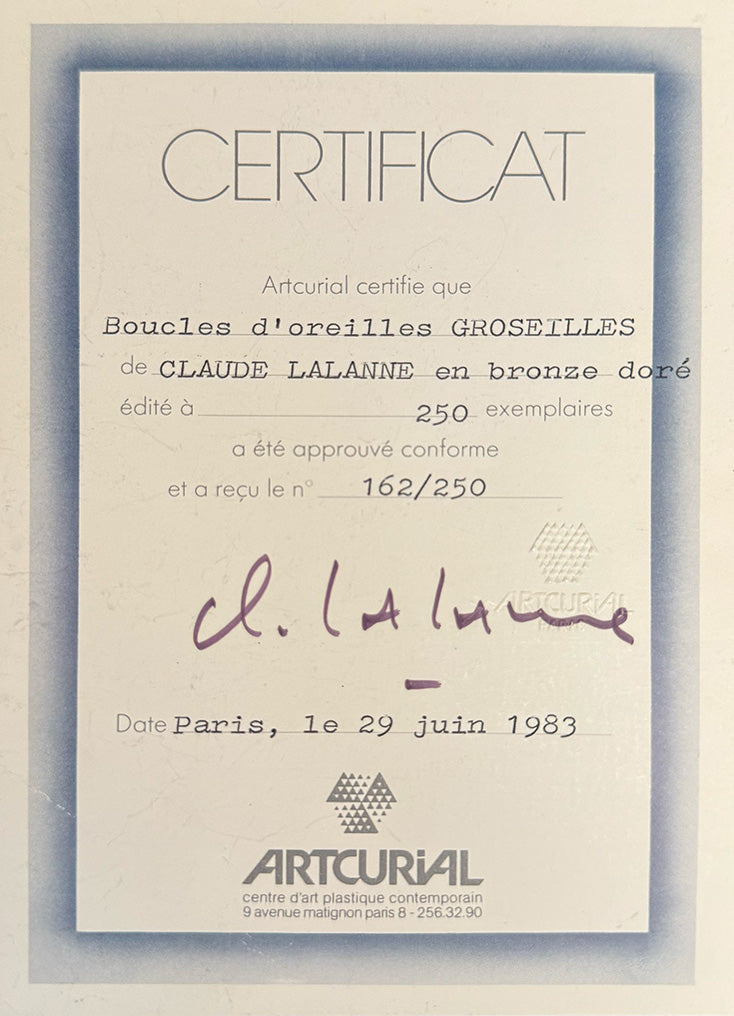 CERTIFICAT
Artcurial certifie que
Boucles d'oreilles GROSEILLES
de CLAUDE LALANNE en bronze doré
édité à 250 exemplaires
a été approuvé conforme
et a reçu le n° 162/250
ARTCURIAL
PARIS
Cl. Lalanne
Date Paris, le 29 juin 1983
ARTCURiAL
centre d'art plastique contemporain
9 avenue matignon paris 8 - 256.32.90